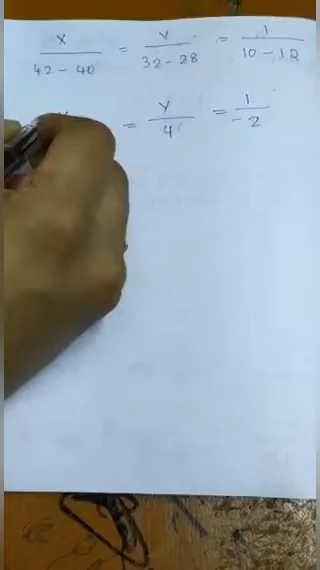 x / 42 - 40 = y / 32 - 28 = 1 / 10 - 12
= y / 4 = 1 / - 2